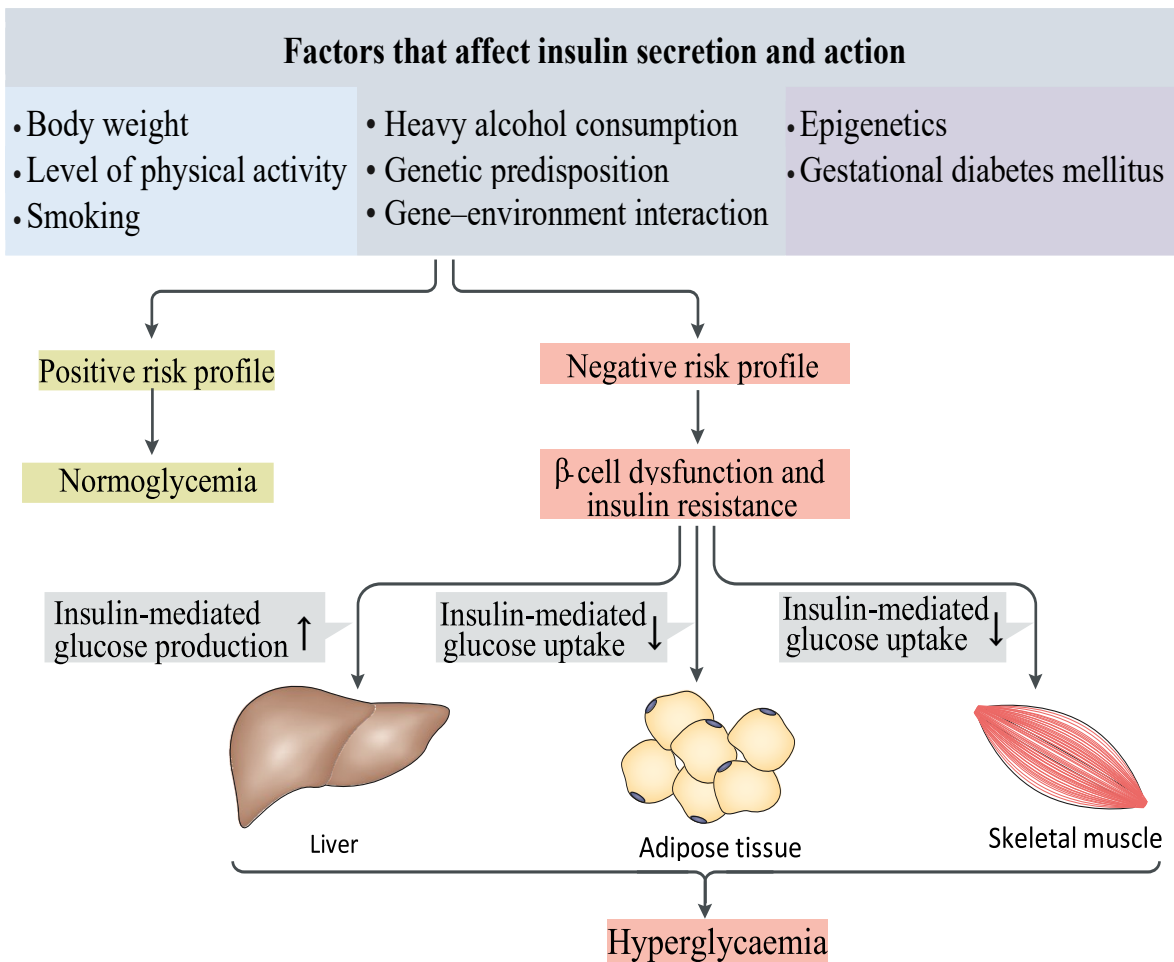 Factors that affect insulin secretion and action
• Body weight
• Level of physical activity
• Smoking
• Heavy alcohol consumption
• Genetic predisposition
• Gene–environment interaction
• Epigenetics
• Gestational diabetes mellitus
Positive risk profile
Negative risk profile
Normoglycemia
β-cell dysfunction and
insulin resistance
Insulin-mediated
glucose production ↑
Insulin-mediated
glucose uptake ↓
Insulin-mediated
glucose uptake ↓
Liver
Adipose tissue
Skeletal muscle
Hyperglycaemia